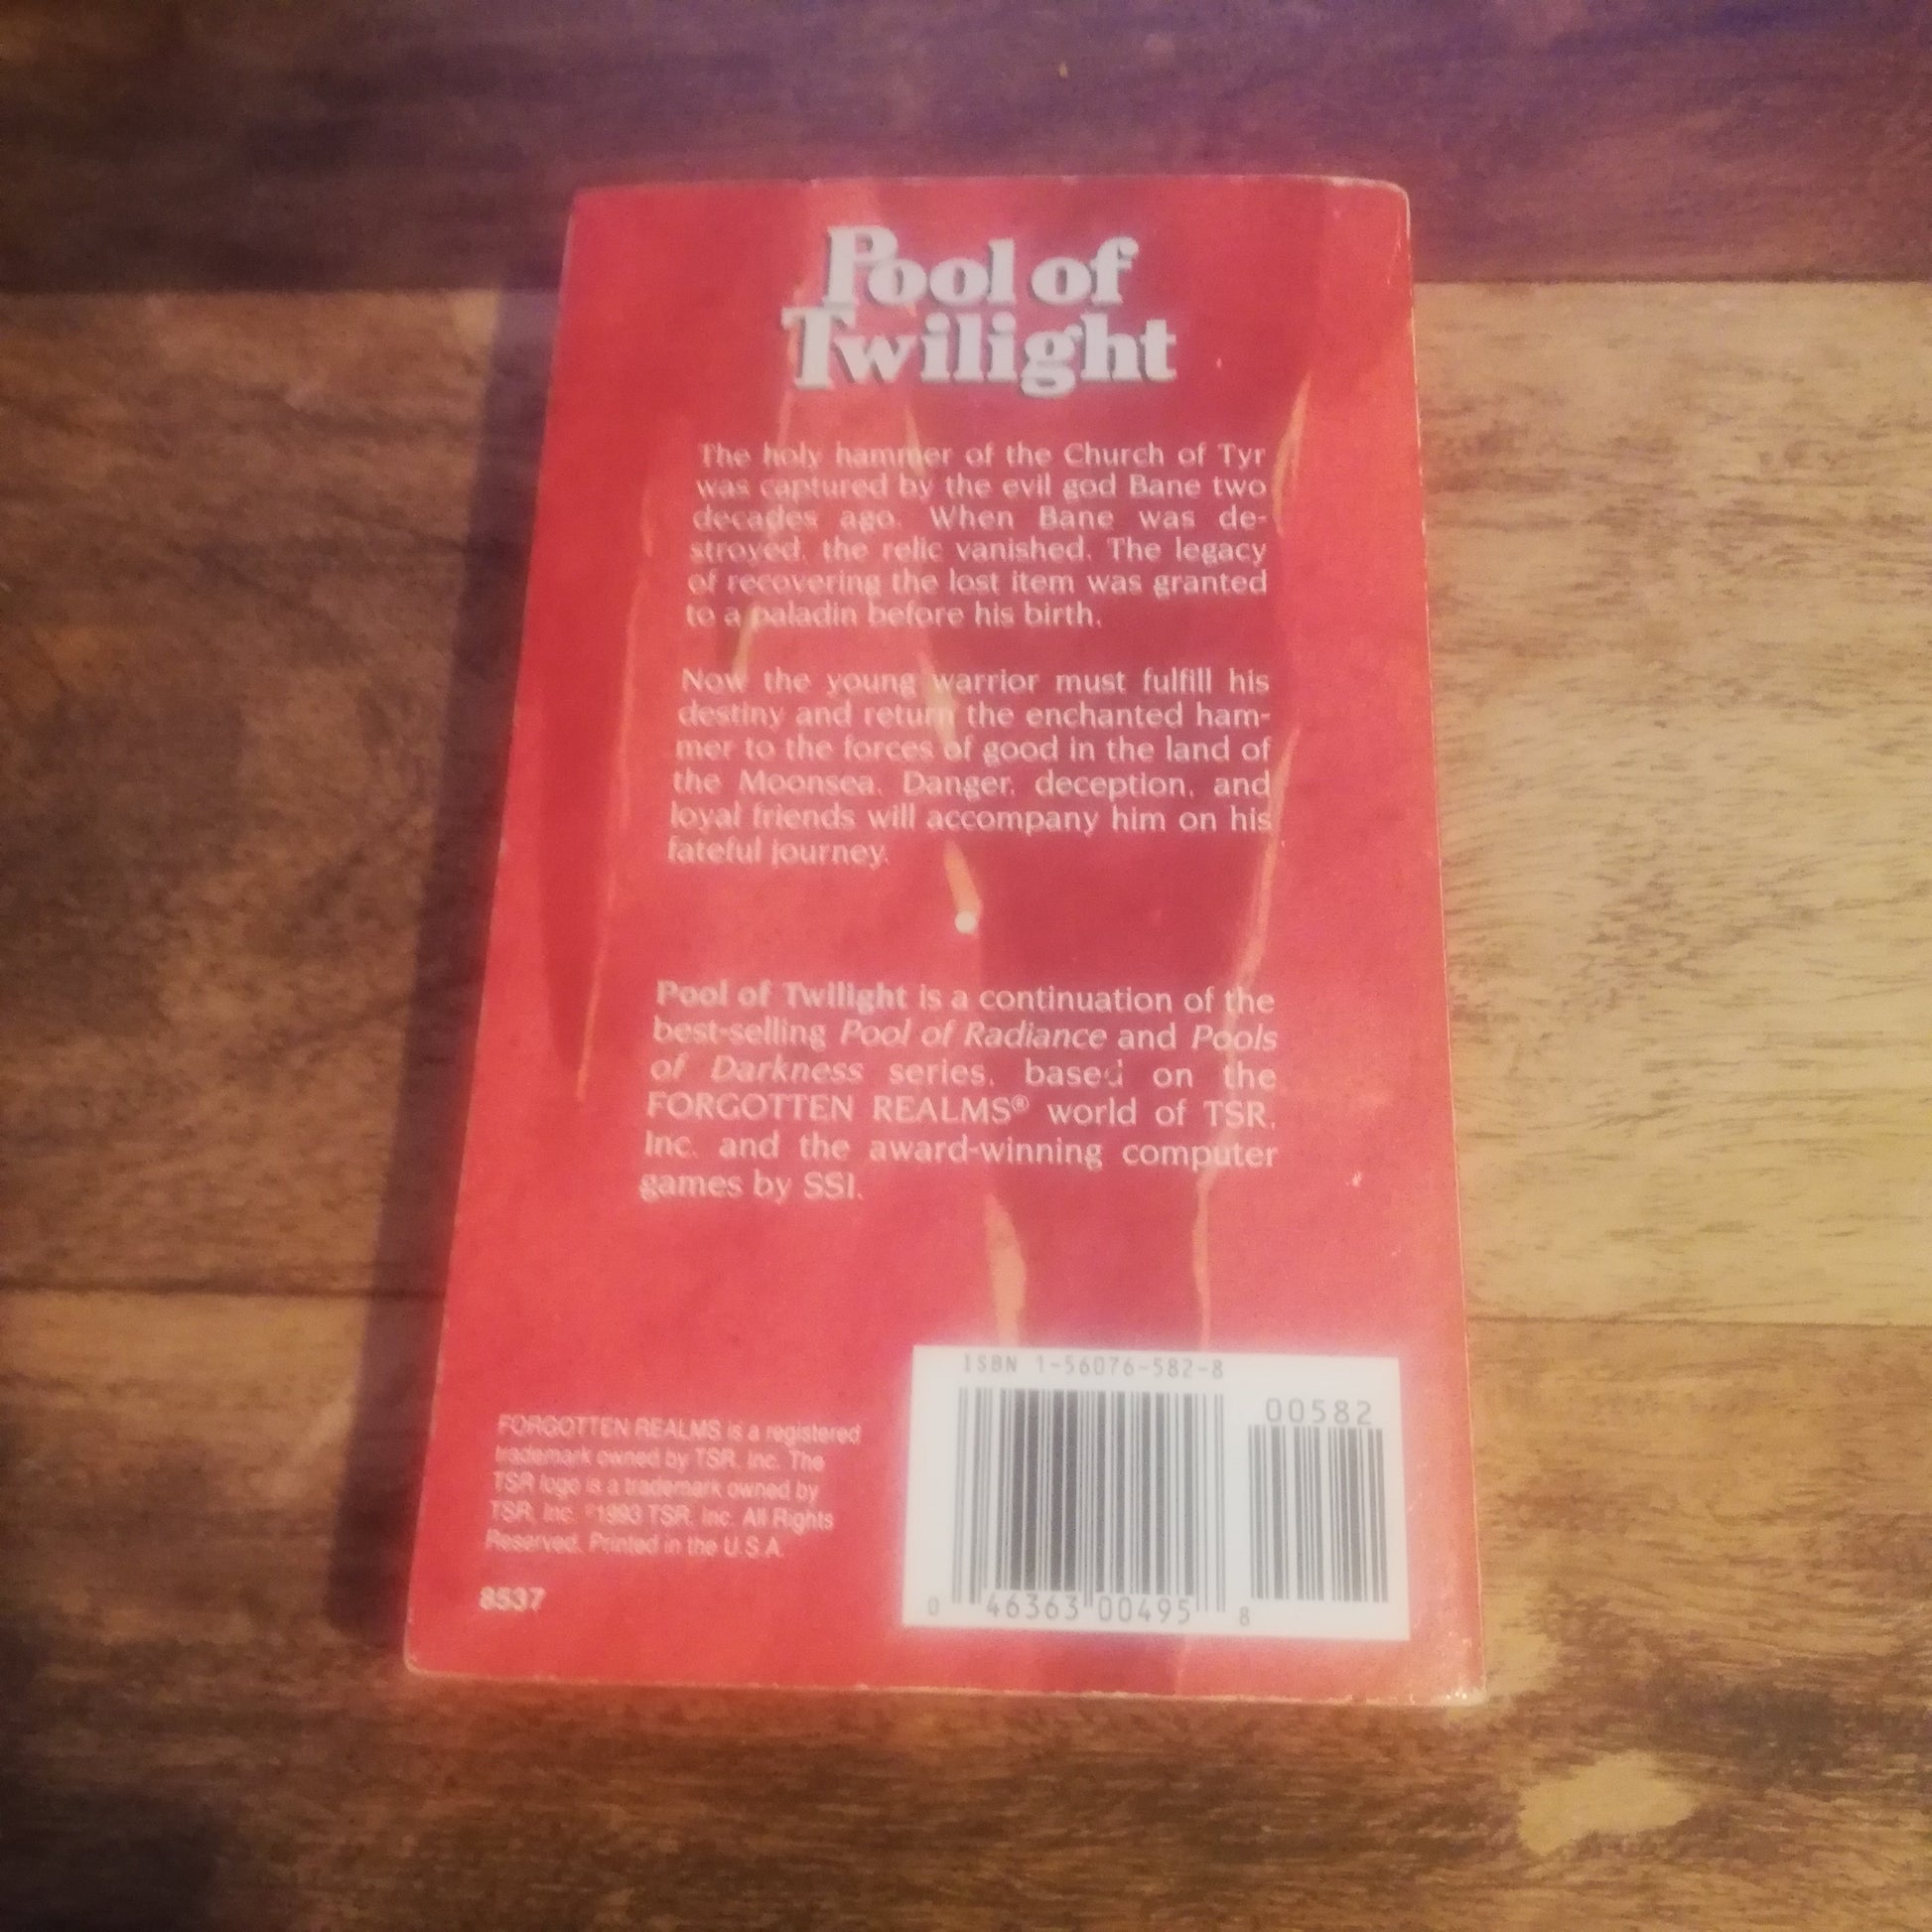 Pool of
Twilight
The holy hammer of the Church of Tyr
was captured by the evil god Bane two
decades ago. When Bane was de-
stroyed, the relic vanished. The legacy
of recovering the lost item was granted
to a paladin before his birth.
Now the young warrior must fulfill his
destiny and return the enchanted ham-
mer to the forces of good in the land of
the Moonsea. Danger, deception, and
loyal friends will accompany him on his
fateful journey.
Pool of Twilight is a continuation of the
best-selling Pool of Radiance and Pools
of Darkness series, based on the
FORGOTTEN REALMS® world of TSR,
Inc. and the award-winning computer
games by SSI.
FORGOTTEN REALMS is a registered
trademark owned by TSR, Inc. The
TSR logo is a trademark owned by
TSR, Inc. ©1993 TSR, Inc. All Rights
Reserved. Printed in the U.S.A.
8537
ISBN 1-56076-582-8
00582
0 46363 00495 8